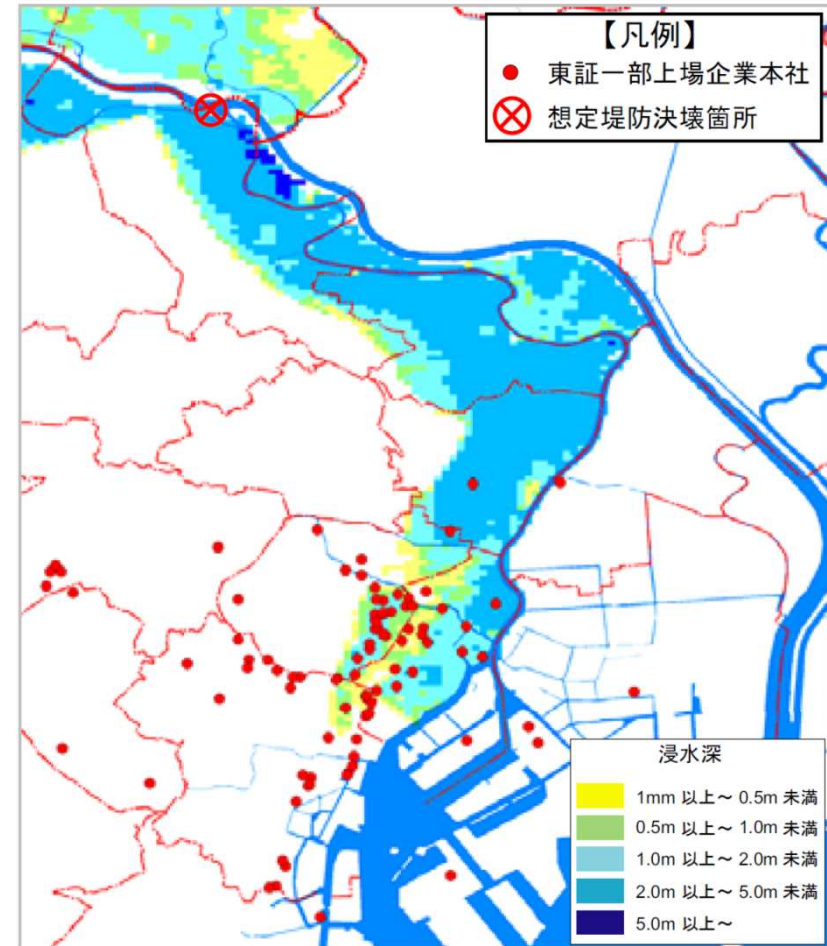 【凡例】
東証一部上場企業本社
想定堤防決壊箇所
浸水深
1mm 以上～ 0.5m 未満
0.5m 以上～ 1.0m 未満
1.0m 以上～ 2.0m 未満
2.0m 以上～ 5.0m 未満
5.0m 以上～